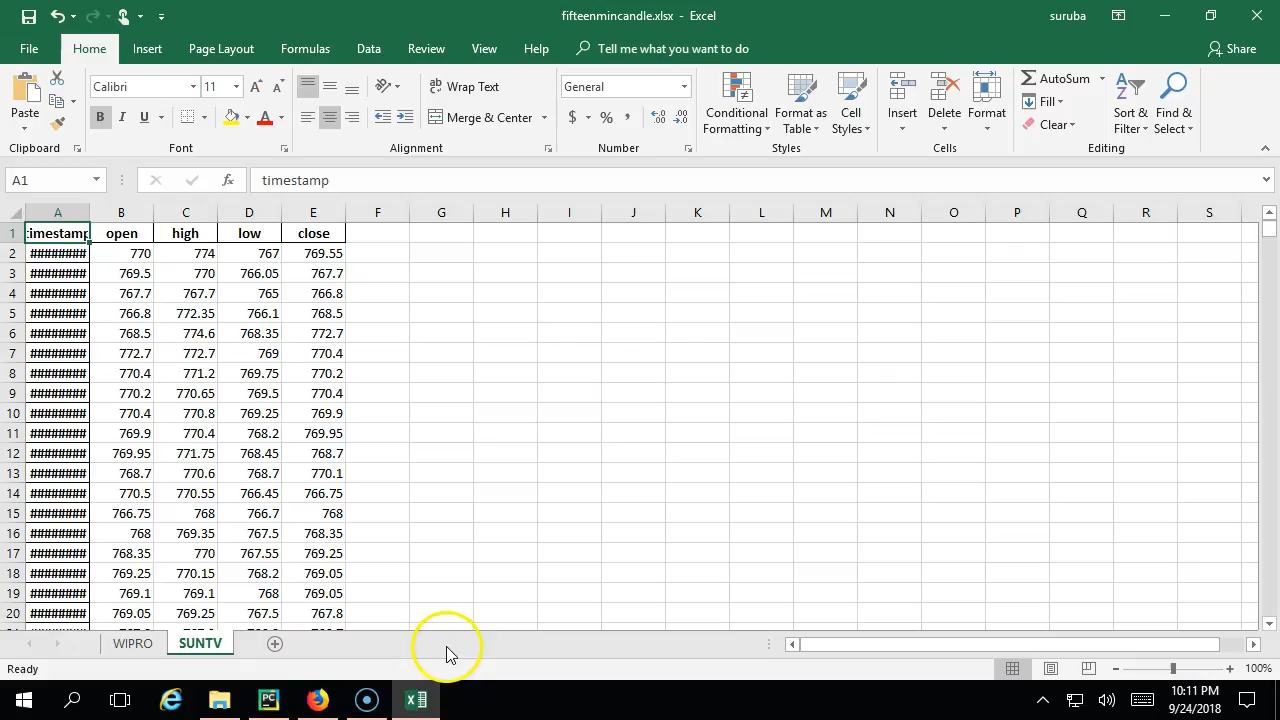 fifteenmincandle.xlsx - Excel
suruba
File Home Insert Page Layout Formulas Data Review View Help Tell me what you want to do Share
Calibri 11 Wrap Text General AutoSum
Paste B I U A Merge & Center $ % , Conditional Formatting Format as Table Cell Styles Insert Delete Format Fill Clear Sort & Filter Find & Select
Clipboard Font Alignment Number Styles Cells Editing
A1 fx timestamp
A B C D E F G H I J K L M N O P Q R S
1 timestamp open high low close
2 ######## 770 774 767 769.55
3 ######## 769.5 770 766.05 767.7
4 ######## 767.7 767.7 765 766.8
5 ######## 766.8 772.35 766.1 768.5
6 ######## 768.5 774.6 768.35 772.7
7 ######## 772.7 772.7 769 770.4
8 ######## 770.4 771.2 769.75 770.2
9 ######## 770.2 770.65 769.5 770.4
10 ######## 770.4 770.8 769.25 769.9
11 ######## 769.9 770.4 768.2 769.95
12 ######## 769.95 771.75 768.45 768.7
13 ######## 768.7 770.6 768.7 770.1
14 ######## 770.5 770.55 766.45 766.75
15 ######## 766.75 768 766.7 768
16 ######## 768 769.35 767.5 768.35
17 ######## 768.35 770 767.55 769.25
18 ######## 769.25 770.15 768.2 769.05
19 ######## 769.1 769.1 768 769.05
20 ######## 769.05 769.25 767.5 767.8
WIPRO SUNTV
Ready 100%
10:11 PM
9/24/2018